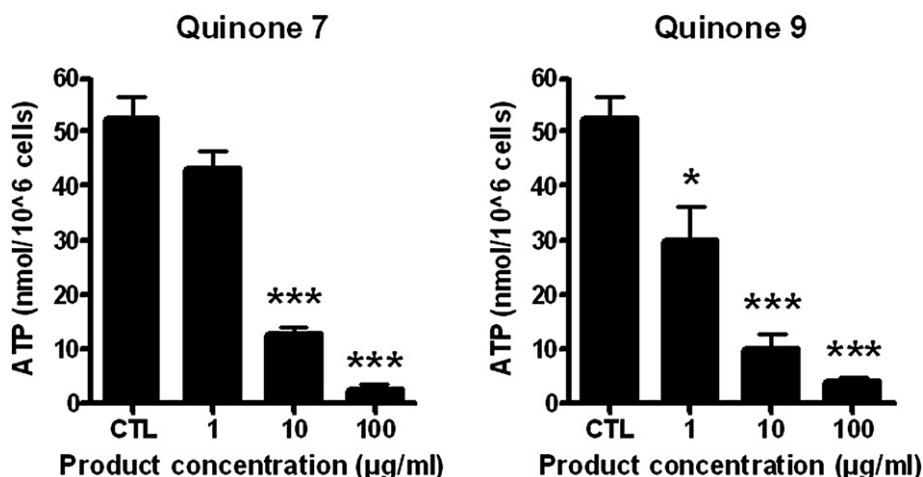 Quinone 7
ATP (nmol/10^6 cells)
60
50
40
30
20
10
0
***
***
CTL 1 10 100
Product concentration (µg/ml)
Quinone 9
ATP (nmol/10^6 cells)
60
50
40
30
20
10
0
*
***
***
CTL 1 10 100
Product concentration (µg/ml)